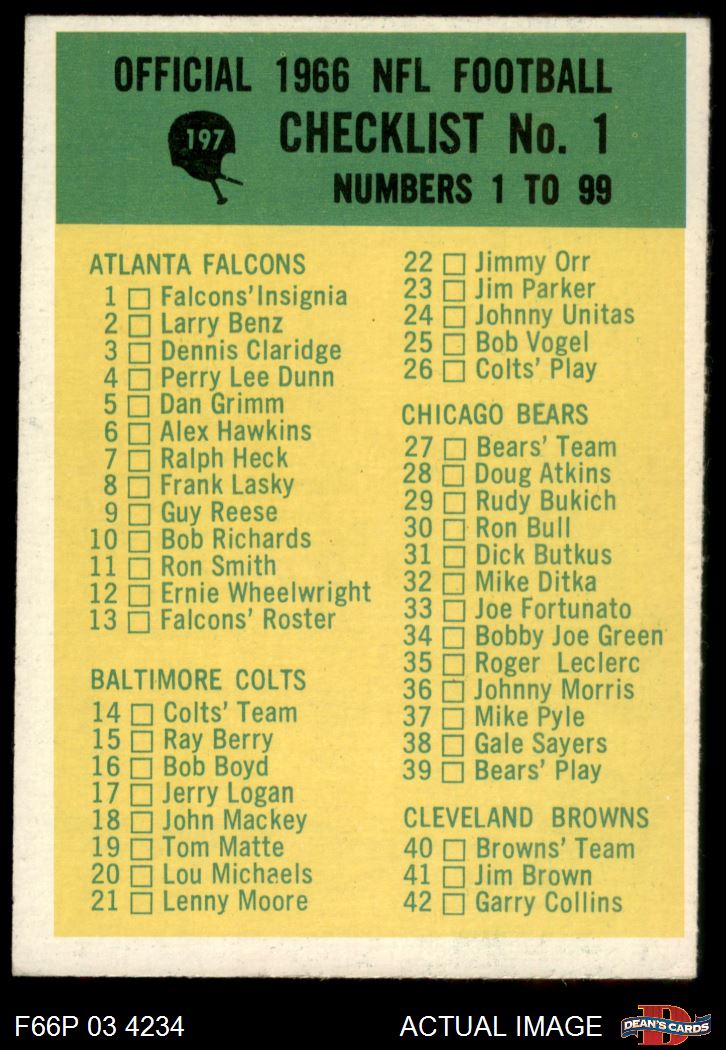 OFFICIAL 1966 NFL FOOTBALL
197
CHECKLIST No. 1
NUMBERS 1 TO 99
ATLANTA FALCONS
1 Falcons' Insignia
2 Larry Benz
3 Dennis Claridge
4 Perry Lee Dunn
5 Dan Grimm
6 Alex Hawkins
7 Ralph Heck
8 Frank Lasky
9 Guy Reese
10 Bob Richards
11 Ron Smith
12 Ernie Wheelwright
13 Falcons' Roster
BALTIMORE COLTS
14 Colts' Team
15 Ray Berry
16 Bob Boyd
17 Jerry Logan
18 John Mackey
19 Tom Matte
20 Lou Michaels
21 Lenny Moore
22 Jimmy Orr
23 Jim Parker
24 Johnny Unitas
25 Bob Vogel
26 Colts' Play
CHICAGO BEARS
27 Bears' Team
28 Doug Atkins
29 Rudy Bukich
30 Ron Bull
31 Dick Butkus
32 Mike Ditka
33 Joe Fortunato
34 Bobby Joe Green
35 Roger Leclerc
36 Johnny Morris
37 Mike Pyle
38 Gale Sayers
39 Bears' Play
CLEVELAND BROWNS
40 Browns' Team
41 Jim Brown
42 Garry Collins
F66P 03 4234
ACTUAL IMAGE
D
DEAN'S CARDS